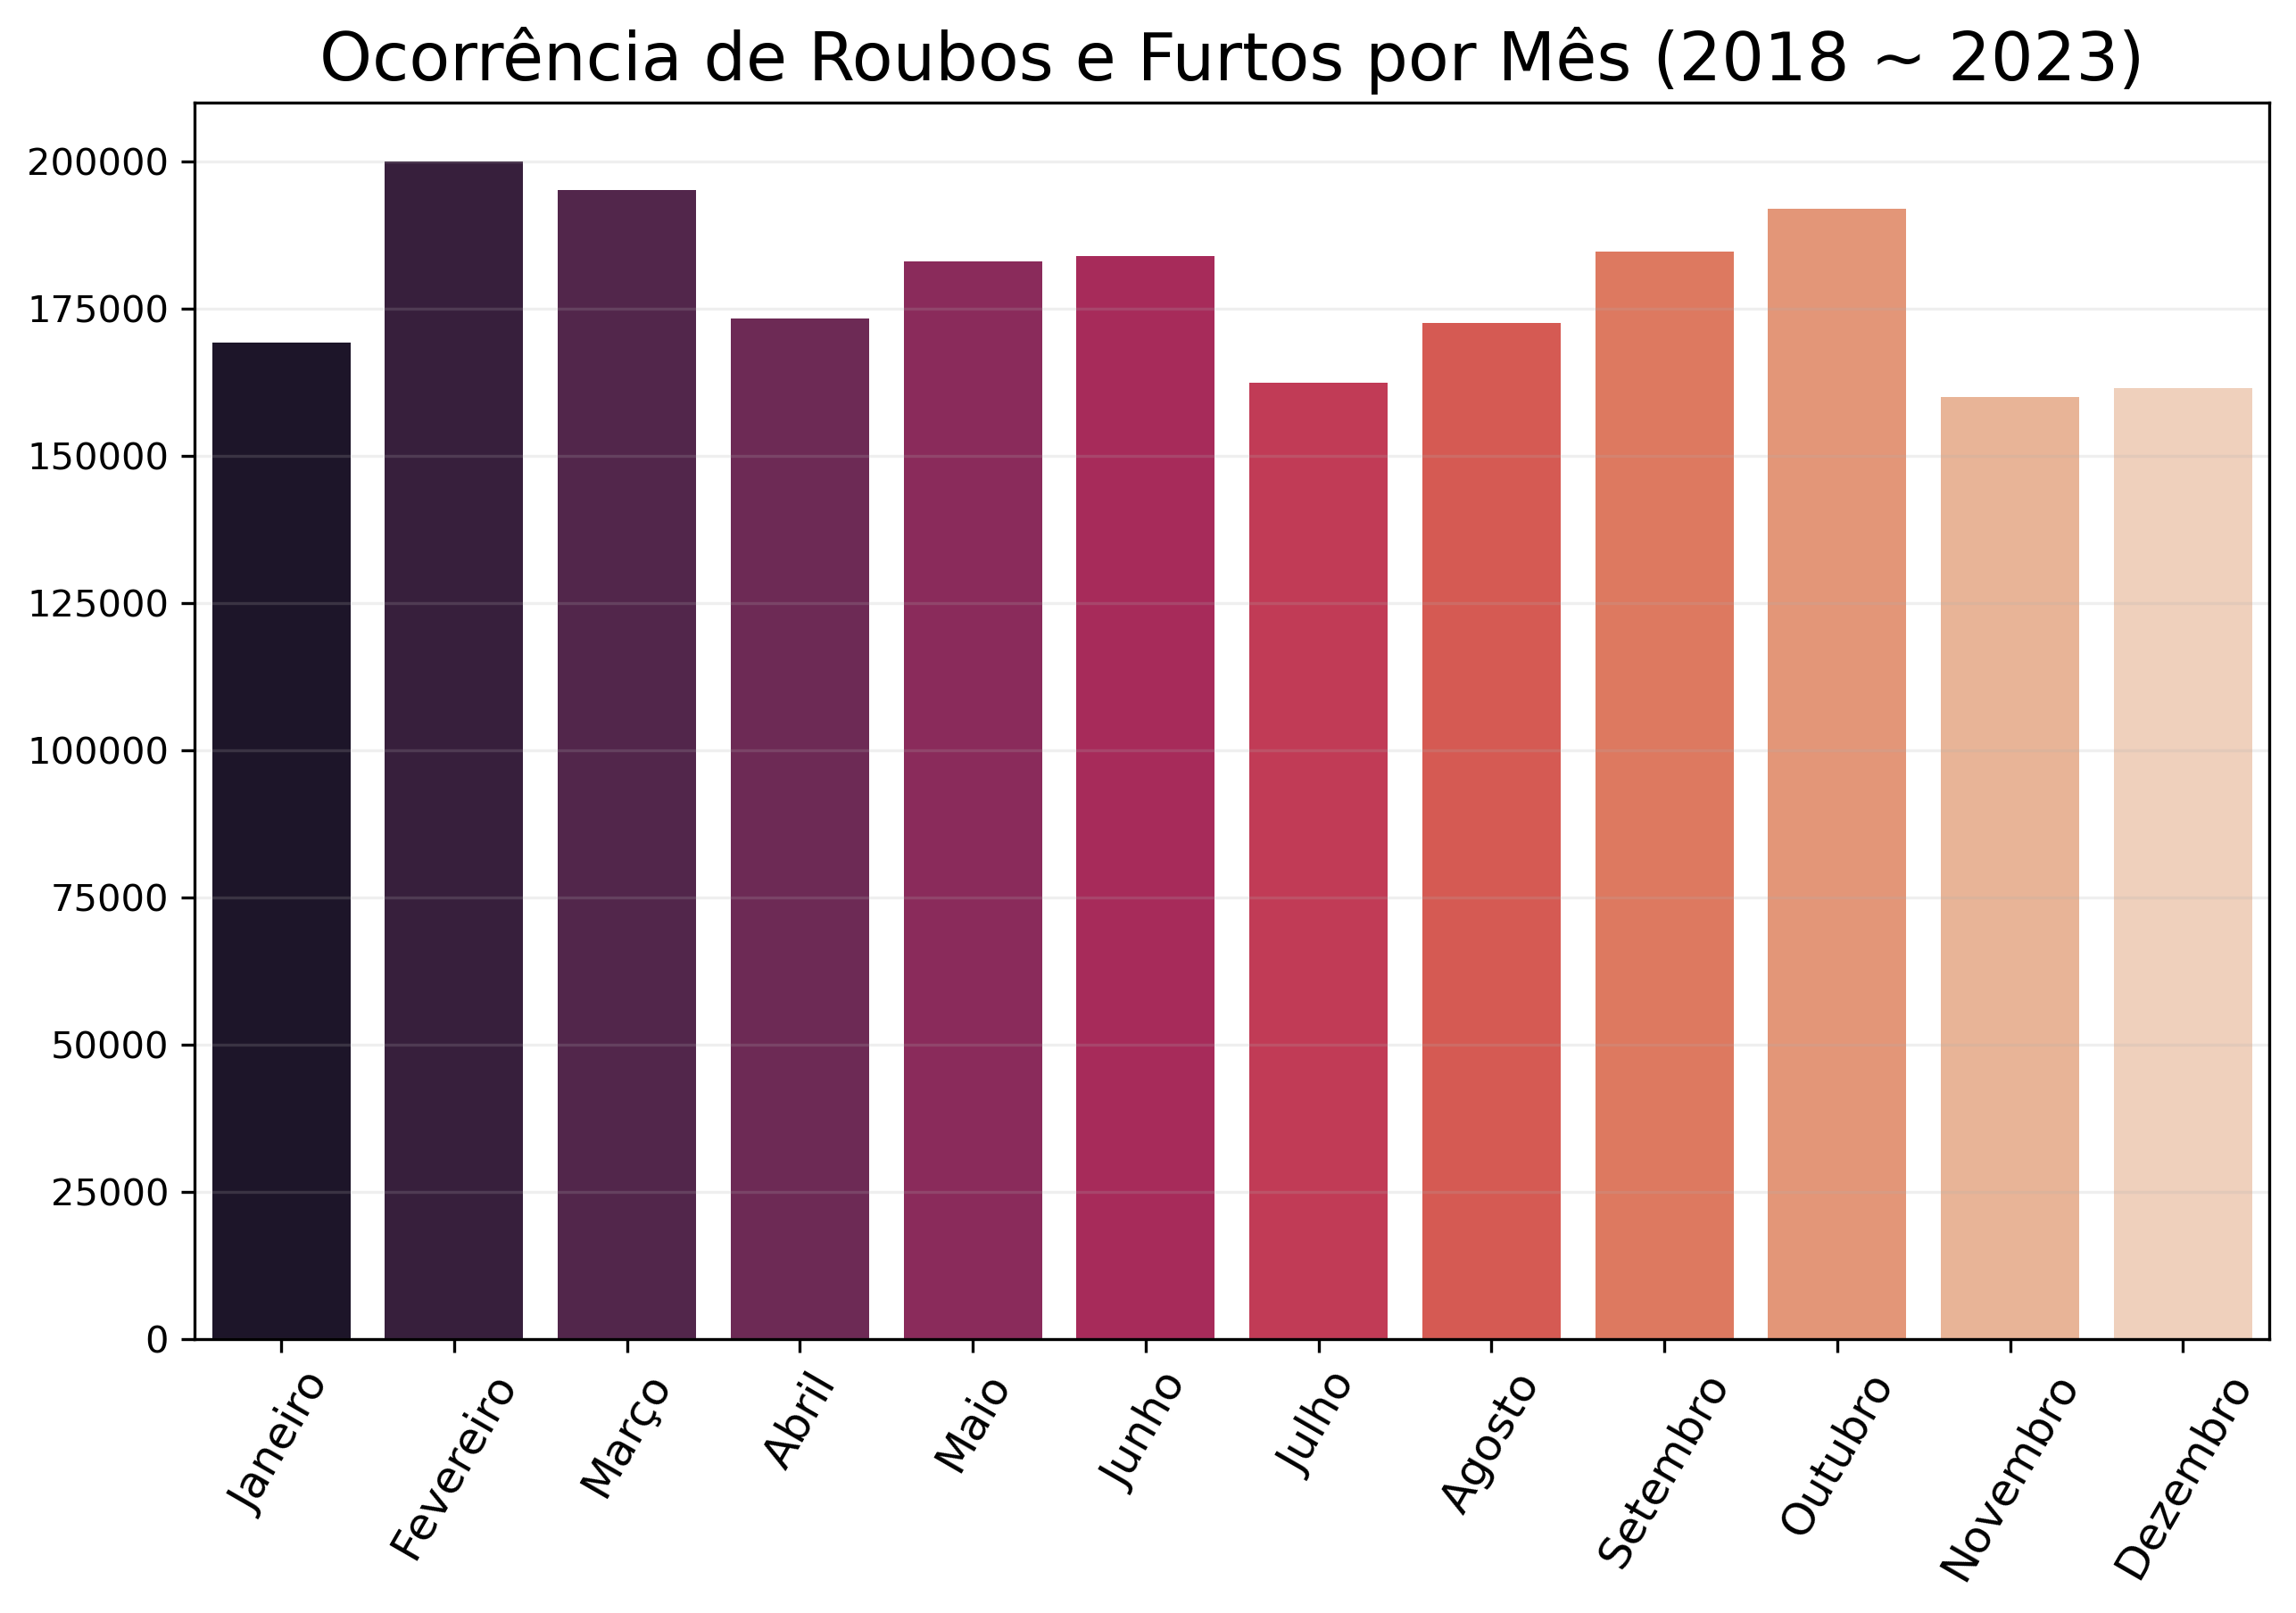 Ocorrência de Roubos e Furtos por Mês (2018 ~ 2023)
200000
175000
150000
125000
100000
75000
50000
25000
0
Janeiro
Fevereiro
Março
Abril
Maio
Junho
Julho
Agosto
Setembro
Outubro
Novembro
Dezembro